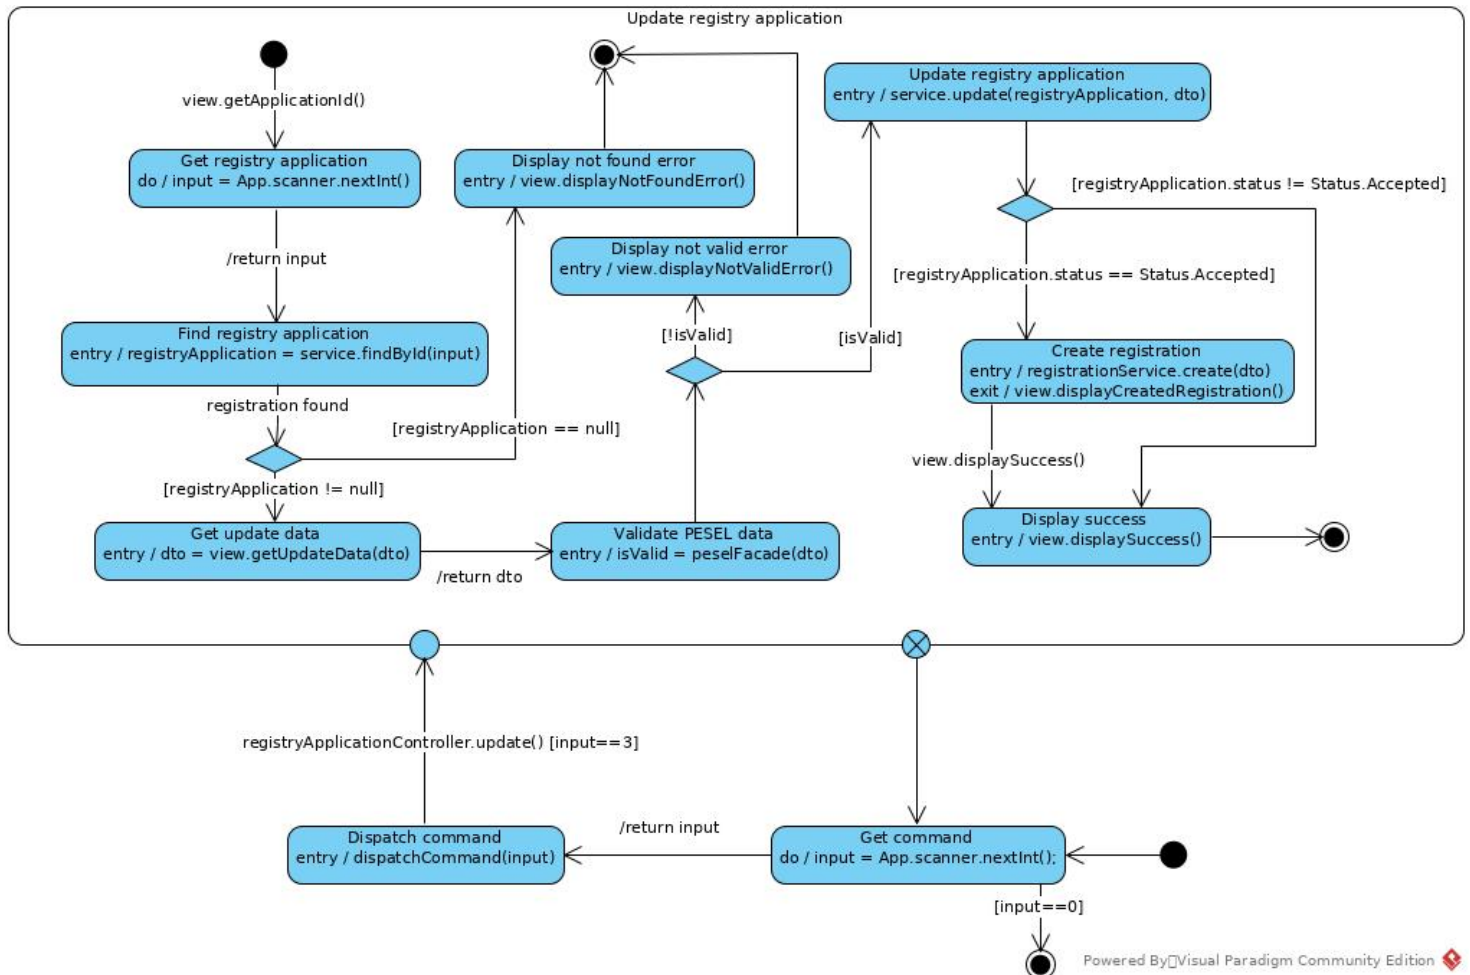 Update registry application
view.getApplicationId()
Get registry application
do / input = App.scanner.nextInt()
/return input
Find registry application
entry / registryApplication = service.findById(input)
registration found
[registryApplication == null]
[registryApplication != null]
Get update data
entry / dto = view.getUpdateData(dto)
/return dto
Display not found error
entry / view.displayNotFoundError()
Display not valid error
entry / view.displayNotValidError()
[!isValid]
[isValid]
Validate PESEL data
entry / isValid = peselFacade(dto)
Update registry application
entry / service.update(registryApplication, dto)
[registryApplication.status != Status.Accepted]
[registryApplication.status == Status.Accepted]
Create registration
entry / registrationService.create(dto)
exit / view.displayCreatedRegistration()
view.displaySuccess()
Display success
entry / view.displaySuccess()
registryApplicationController.update() [input==3]
Dispatch command
entry / dispatchCommand(input)
/return input
Get command
do / input = App.scanner.nextInt();
[input==0]
Powered By Visual Paradigm Community Edition